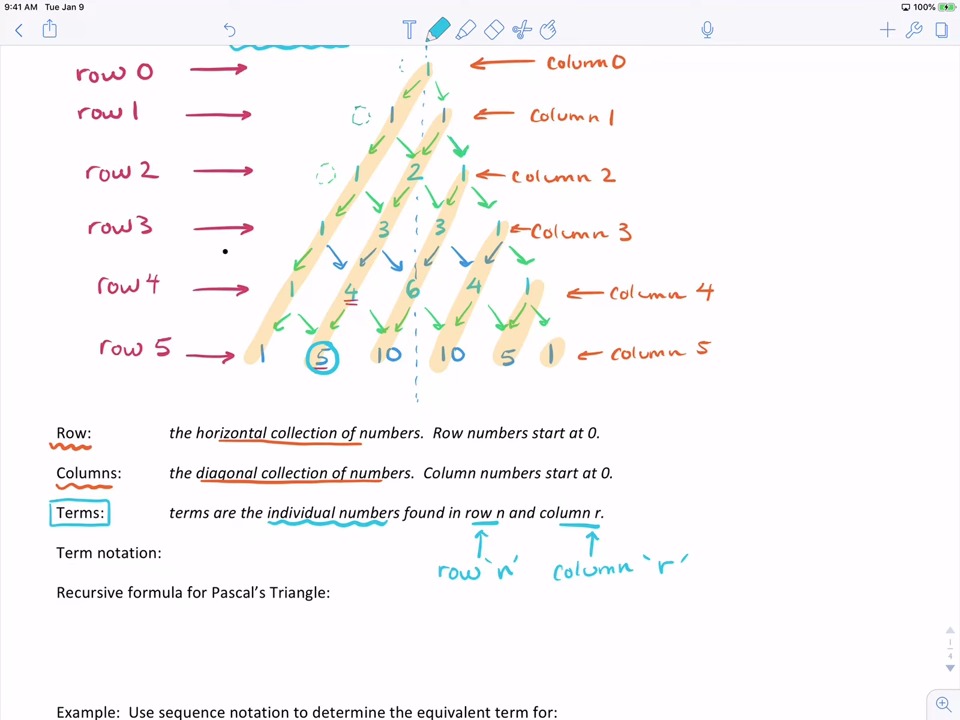 9:41 AM Tue Jan 9 100%
T
row 0 1 column 0
row 1 1 1 column 1
row 2 1 2 1 column 2
row 3 1 3 3 1 column 3
row 4 1 4 6 4 1 column 4
row 5 1 5 10 10 5 1 column 5
Row: the horizontal collection of numbers. Row numbers start at 0.
Columns: the diagonal collection of numbers. Column numbers start at 0.
Terms: terms are the individual numbers found in row n and column r.
Term notation:
row 'n' column 'r'
Recursive formula for Pascal's Triangle:
1
4
Example: Use sequence notation to determine the equivalent term for: